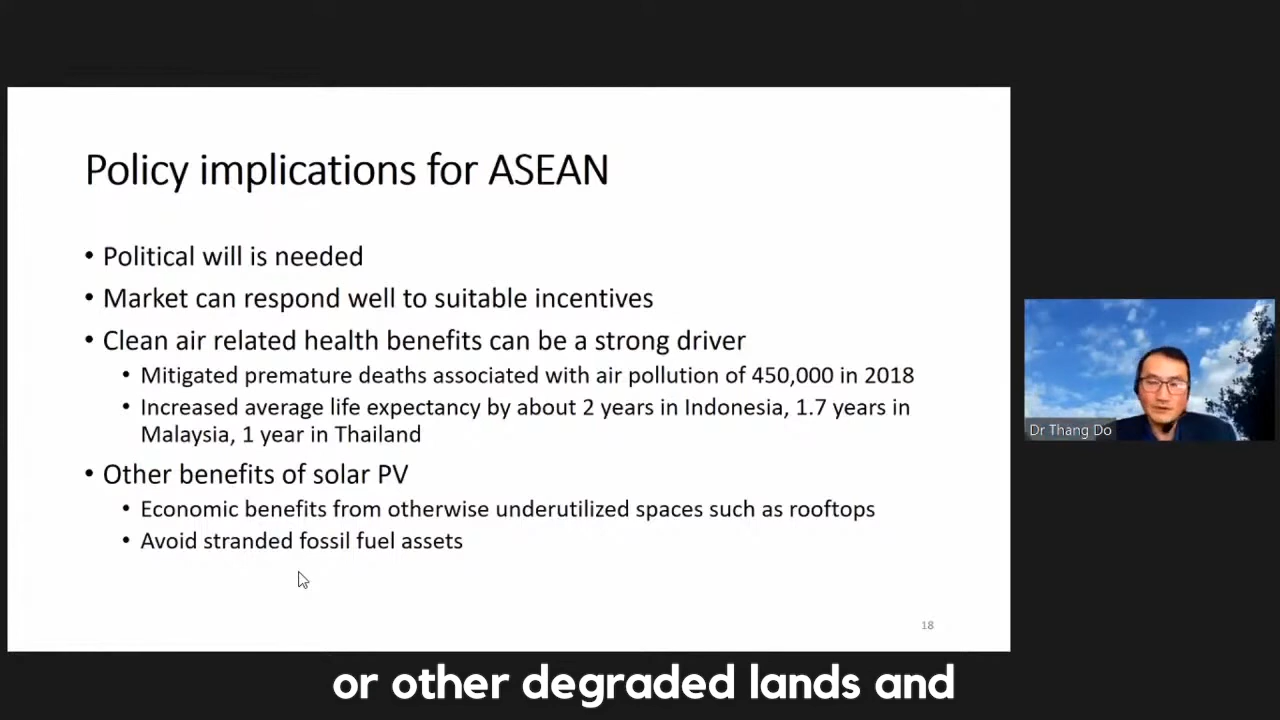 Policy implications for ASEAN
• Political will is needed
• Market can respond well to suitable incentives
• Clean air related health benefits can be a strong driver
• Mitigated premature deaths associated with air pollution of 450,000 in 2018
• Increased average life expectancy by about 2 years in Indonesia, 1.7 years in
Malaysia, 1 year in Thailand
• Other benefits of solar PV
• Economic benefits from otherwise underutilized spaces such as rooftops
• Avoid stranded fossil fuel assets
18
Dr Thang Do
or other degraded lands and